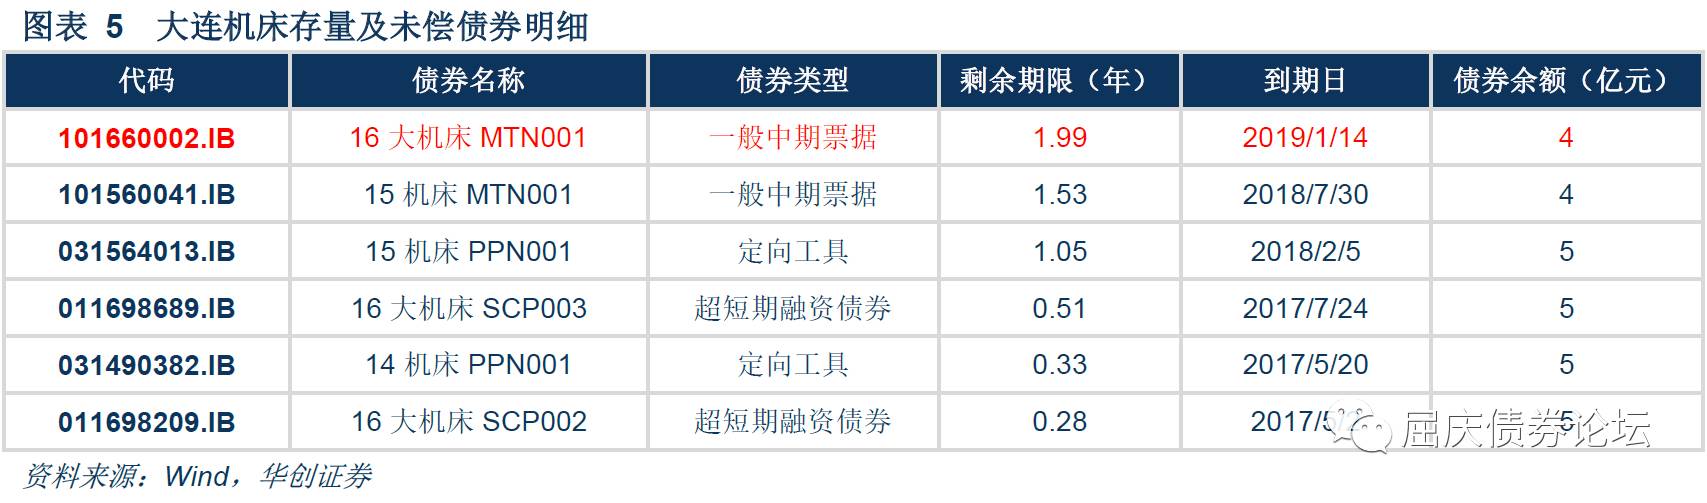 图表 5 大连机床存量及未偿债券明细
代码 债券名称 债券类型 剩余期限（年） 到期日 债券余额（亿元）
101660002.IB 16 大机床 MTN001 一般中期票据 1.99 2019/1/14 4
101560041.IB 15 机床 MTN001 一般中期票据 1.53 2018/7/30 4
031564013.IB 15 机床 PPN001 定向工具 1.05 2018/2/5 5
011698689.IB 16 大机床 SCP003 超短期融资债券 0.51 2017/7/24 5
031490382.IB 14 机床 PPN001 定向工具 0.33 2017/5/20 5
011698209.IB 16 大机床 SCP002 超短期融资债券 0.28 2017/5/2 5
屈庆债券论坛
资料来源：Wind，华创证券